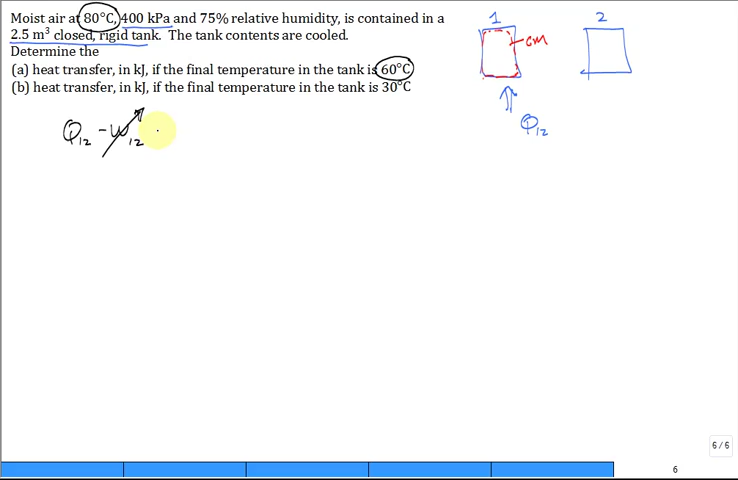 Moist air at 80°C, 400 kPa and 75% relative humidity, is contained in a
2.5 m³ closed, rigid tank. The tank contents are cooled.
Determine the
(a) heat transfer, in kJ, if the final temperature in the tank is 60°C
(b) heat transfer, in kJ, if the final temperature in the tank is 30°C
1
2
cm
Q12
Q12 - W12
6 / 6
6